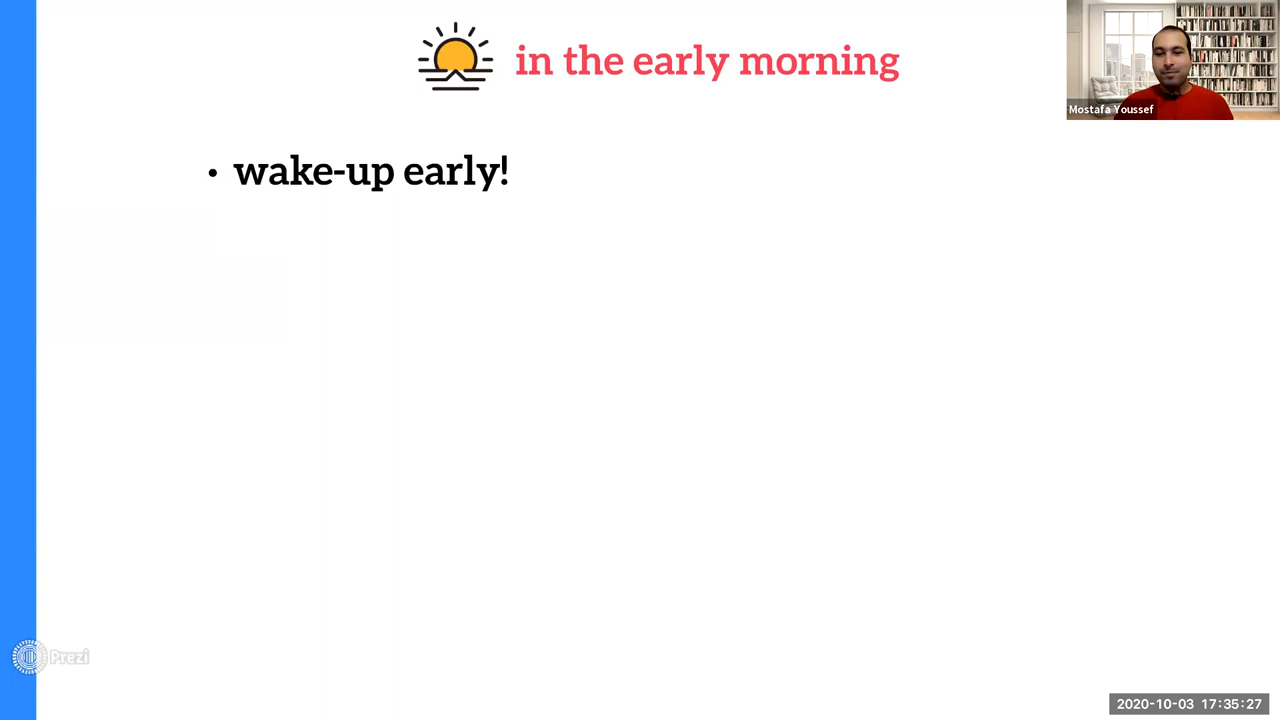 in the early morning
Mostafa Youssef
• wake-up early!
Prezi
2020-10-03 17:35:27